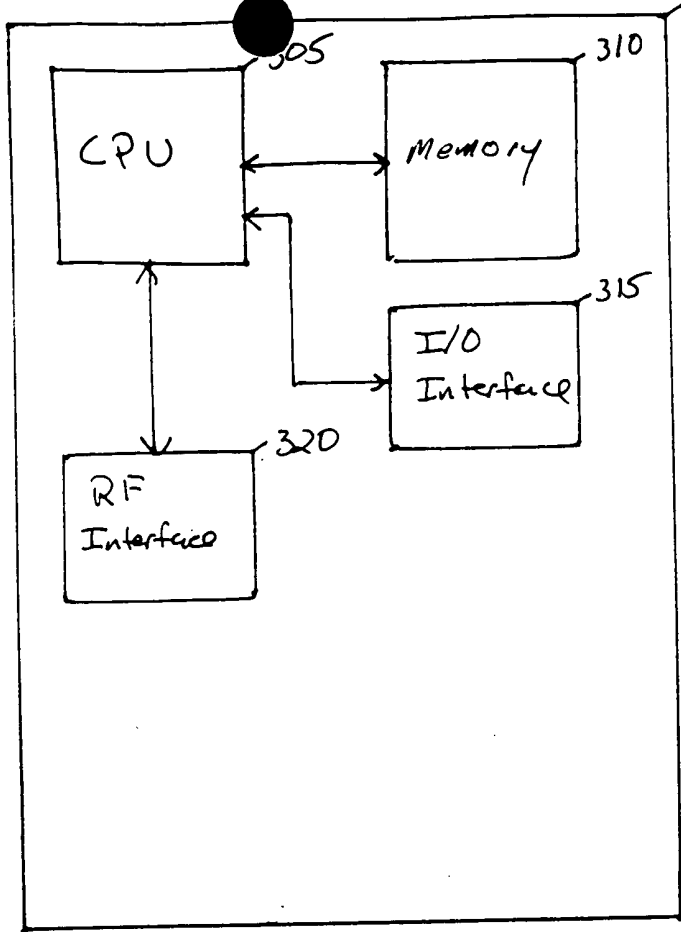 305
310
CPU
Memory
315
I/O
Interface
320
RF
Interface